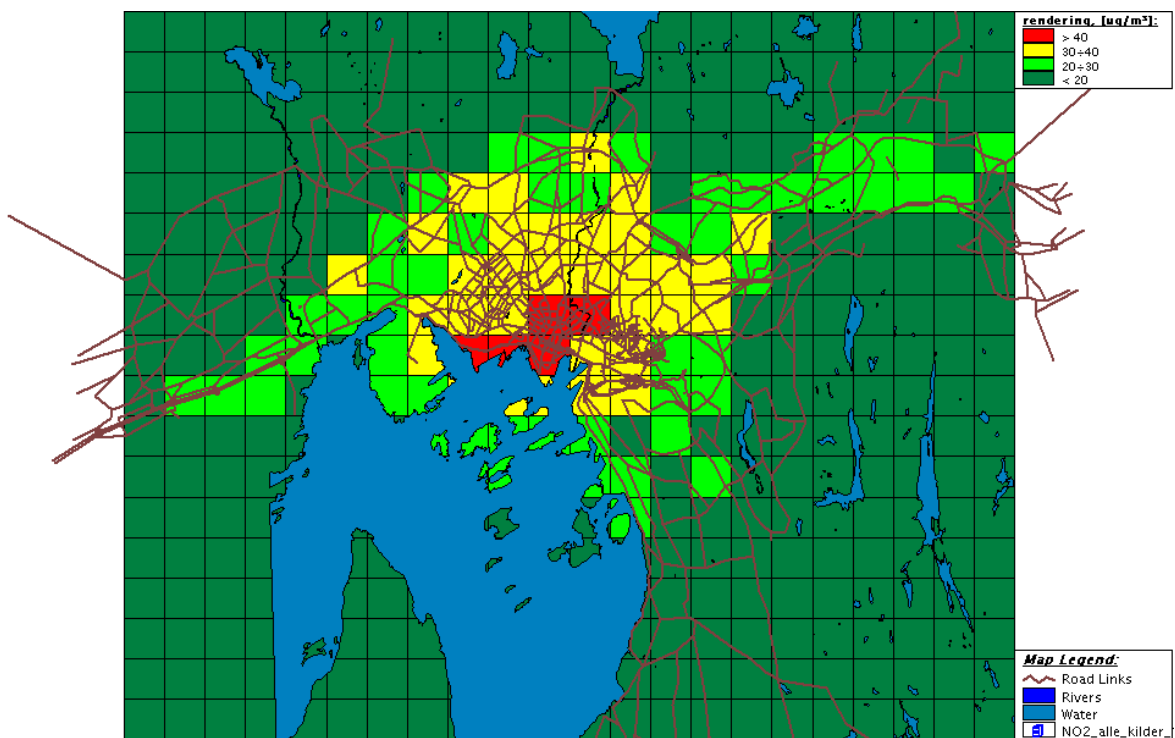 rendering, [ug/m³]:
> 40
30÷40
20÷30
< 20
Map Legend:
Road Links
Rivers
Water
NO2_alle_kilder_